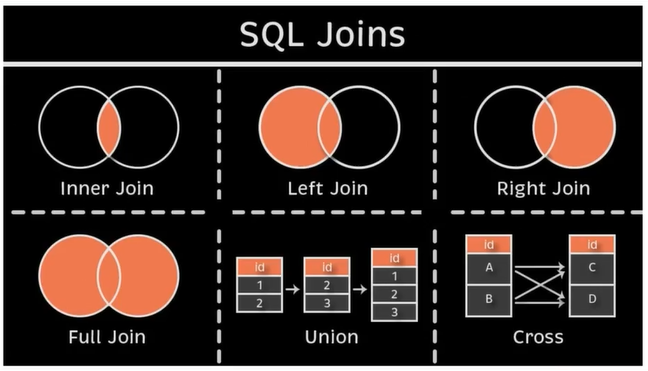 SQL Joins
Inner Join
Left Join
Right Join
Full Join
id
1
2
id
2
3
id
1
2
3
Union
id
A
B
id
C
D
Cross